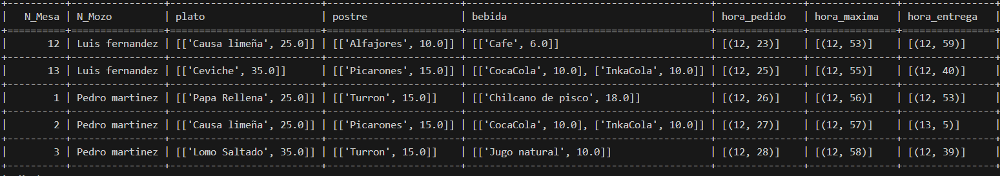 | N_Mesa | N_Mozo | plato | postre | bebida | hora_pedido | hora_maxima | hora_entrega |
| 12 | Luis fernandez | [['Causa limeña', 25.0]] | [['Alfajores', 10.0]] | [['Cafe', 6.0]] | [(12, 23)] | [(12, 53)] | [(12, 59)] |
| 13 | Luis fernandez | [['Ceviche', 35.0]] | [['Picarones', 15.0]] | [['CocaCola', 10.0], ['InkaCola', 10.0]] | [(12, 25)] | [(12, 55)] | [(12, 40)] |
| 1 | Pedro martinez | [['Papa Rellena', 25.0]] | [['Turron', 15.0]] | [['Chilcano de pisco', 18.0]] | [(12, 26)] | [(12, 56)] | [(12, 53)] |
| 2 | Pedro martinez | [['Causa limeña', 25.0]] | [['Picarones', 15.0]] | [['CocaCola', 10.0], ['InkaCola', 10.0]] | [(12, 27)] | [(12, 57)] | [(13, 5)] |
| 3 | Pedro martinez | [['Lomo Saltado', 35.0]] | [['Turron', 15.0]] | [['Jugo natural', 10.0]] | [(12, 28)] | [(12, 58)] | [(12, 39)] |